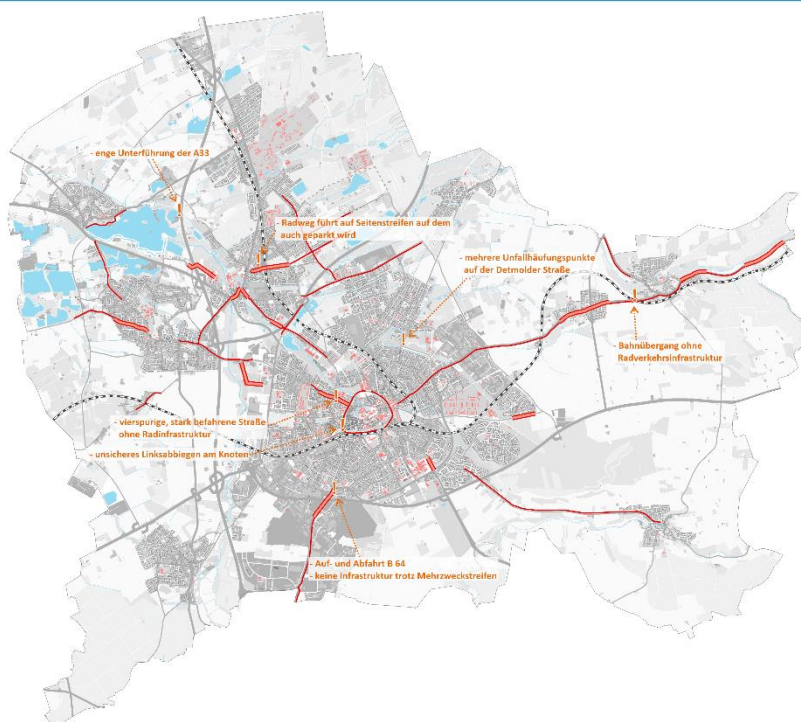 - enge Unterführung der A33
- Radweg führt auf Seitenstreifen auf dem
auch geparkt wird
- mehrere Unfallhäufungspunkte
auf der Detmolder Straße
- Bahnübergang ohne
Radverkehrsinfrastruktur
- vierspurige, stark befahrene Straße
ohne Radinfrastruktur
- unsicheres Linksabbiegen am Knoten
- Auf- und Abfahrt B 64
- keine Infrastruktur trotz Mehrzweckstreifen